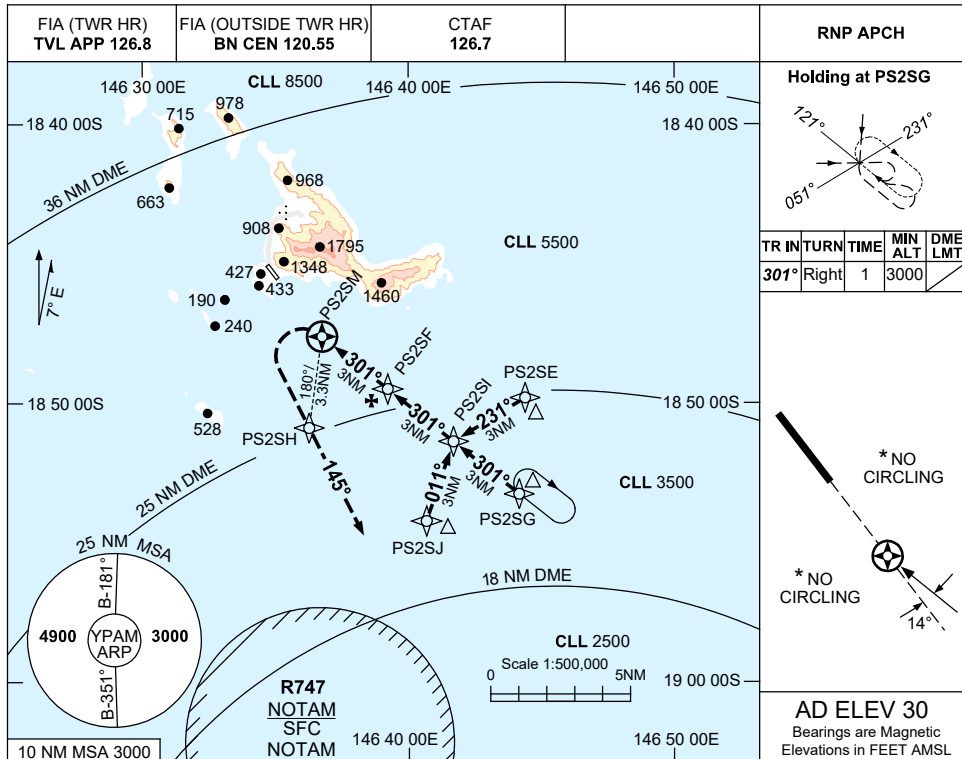 FIA (TWR HR)
TVL APP 126.8
FIA (OUTSIDE TWR HR)
BN CEN 120.55
CTAF
126.7
RNP APCH
146 30 00E
CLL 8500
146 40 00E
146 50 00E
18 40 00S
18 40 00S
715
978
663
968
36 NM DME
908
1795
CLL 5500
427
1348
433
1460
190
240
7° E
PS2SM
PS2SF
301°
3NM
180°/
3.3NM
PS2SI
PS2SE
301°
3NM
231°
3NM
18 50 00S
18 50 00S
528
PS2SH
145°
011°
3NM
301°
3NM
CLL 3500
PS2SG
PS2SJ
25 NM DME
18 NM DME
25 NM MSA
B-181°
4900
YPAM
ARP
3000
B-351°
CLL 2500
Scale 1:500,000
0
5NM
R747
NOTAM
SFC
NOTAM
19 00 00S
146 40 00E
146 50 00E
10 NM MSA 3000
Holding at PS2SG
121°
231°
051°
TR IN TURN TIME MIN ALT DME LMT
301° Right 1 3000
* NO
CIRCLING
* NO
CIRCLING
14°
AD ELEV 30
Bearings are Magnetic
Elevations in FEET AMSL